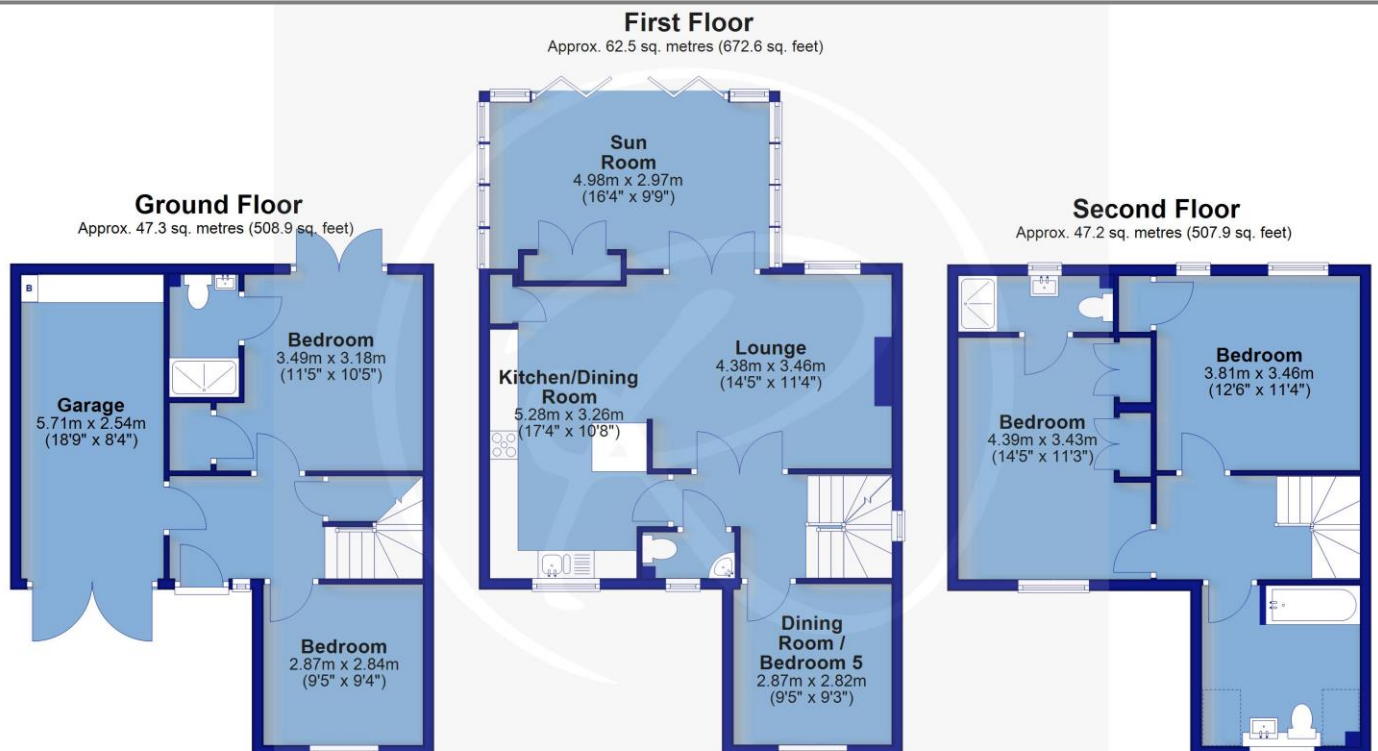 First Floor
Approx. 62.5 sq. metres (672.6 sq. feet)
Sun
Room
4.98m x 2.97m
(16'4" x 9'9")
Kitchen/Dining
Room
5.28m x 3.26m
(17'4" x 10'8")
Lounge
4.38m x 3.46m
(14'5" x 11'4")
Dining
Room /
Bedroom 5
2.87m x 2.82m
(9'5" x 9'3")
Ground Floor
Approx. 47.3 sq. metres (508.9 sq. feet)
B
Garage
5.71m x 2.54m
(18'9" x 8'4")
Bedroom
3.49m x 3.18m
(11'5" x 10'5")
Bedroom
2.87m x 2.84m
(9'5" x 9'4")
Second Floor
Approx. 47.2 sq. metres (507.9 sq. feet)
Bedroom
4.39m x 3.43m
(14'5" x 11'3")
Bedroom
3.81m x 3.46m
(12'6" x 11'4")